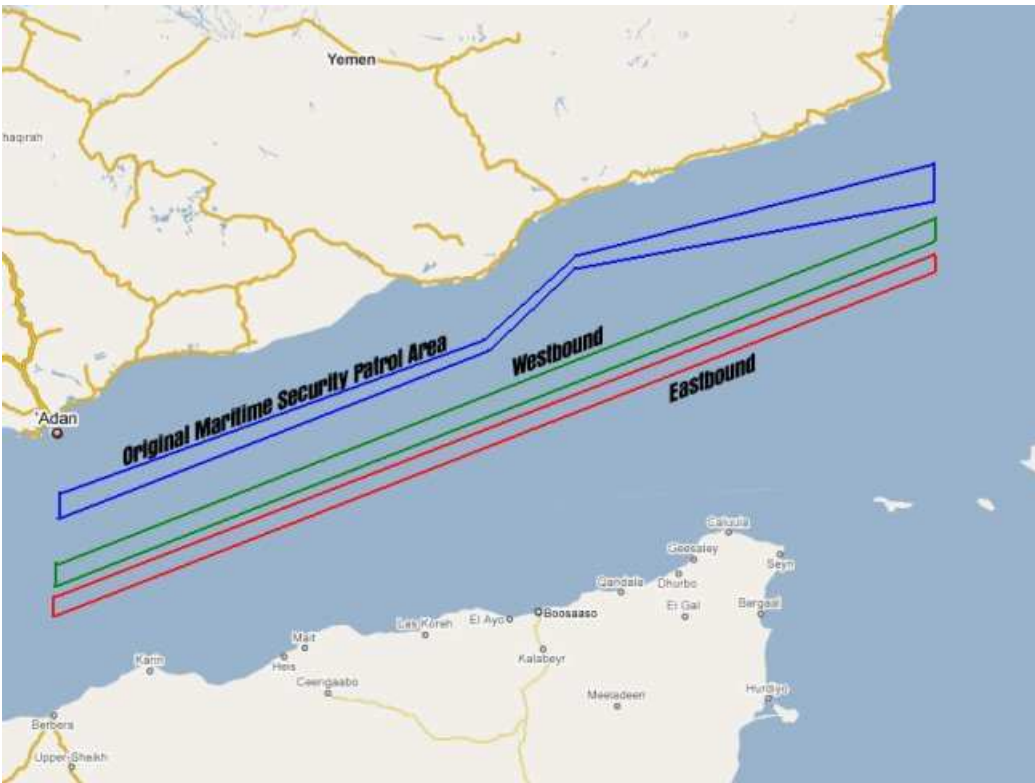 Yemen
haqirah
'Adan
Original Maritime Security Patrol Area
Westbound
Eastbound
Caluula
Geesaley
Seyn
Qandala
Dhurbo
Boosaaso
El Gal
Bargaal
Las Koreh
El Ayo
Mait
Heis
Karin
Kalabeyr
Ceerigaabo
Meeladeen
Hurdiyo
Berbera
Upper-Sheikh